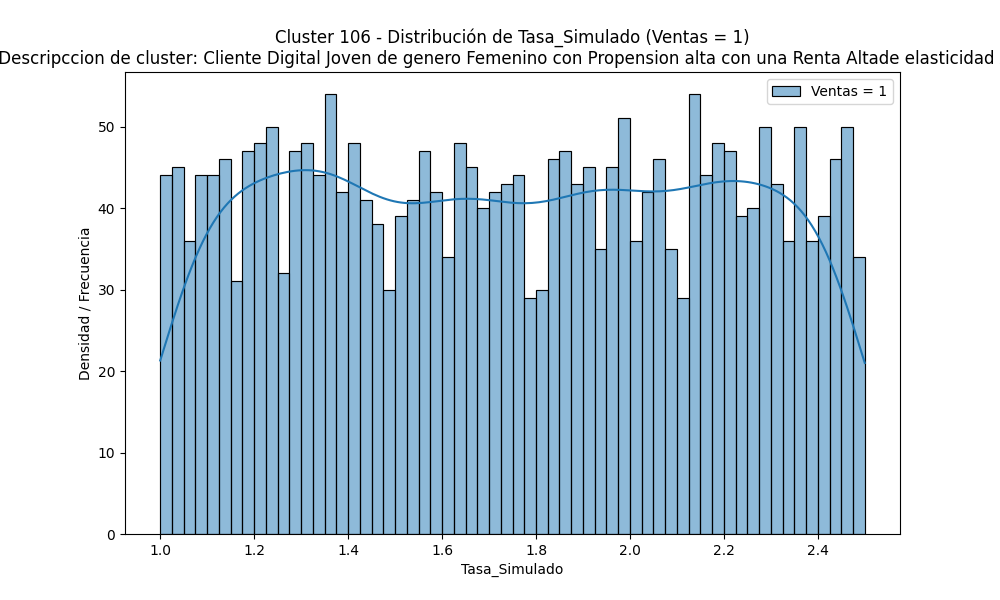 Cluster 106 - Distribución de Tasa_Simulado (Ventas = 1)
Descripccion de cluster: Cliente Digital Joven de genero Femenino con Propension alta con una Renta Altade elasticidad
Ventas = 1
Densidad / Frecuencia
50
40
30
20
10
0
1.0 1.2 1.4 1.6 1.8 2.0 2.2 2.4
Tasa_Simulado